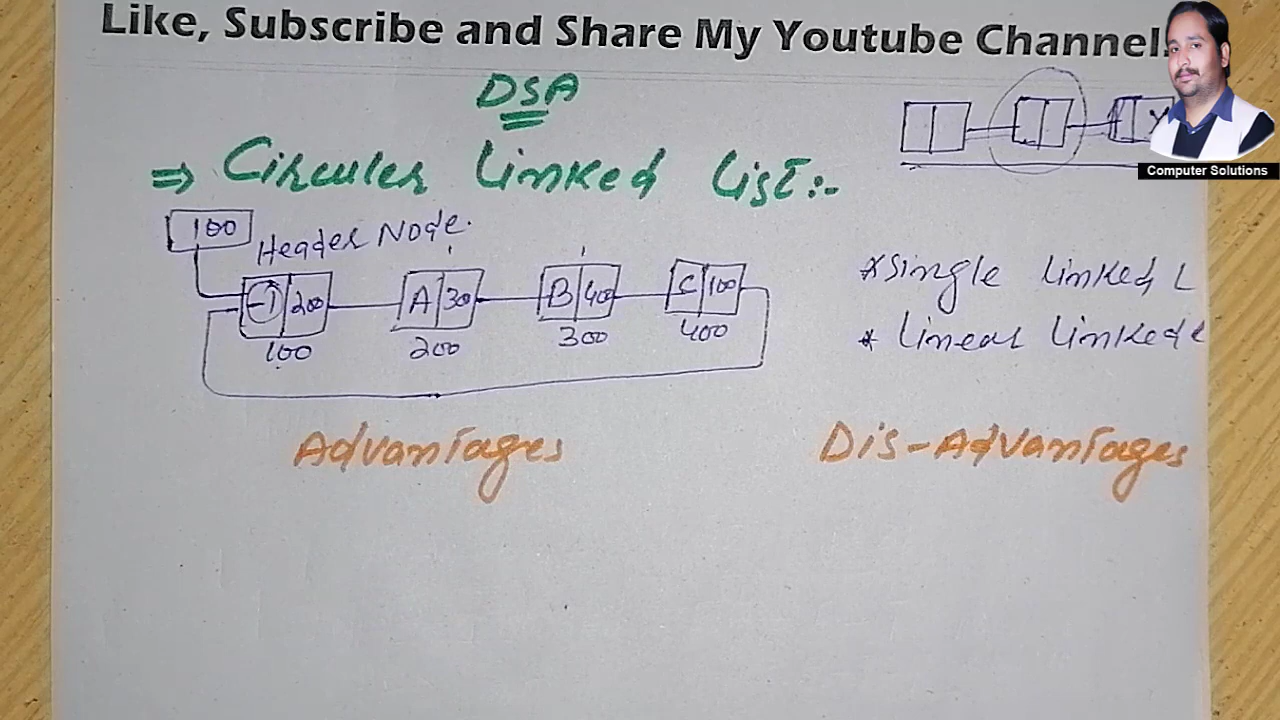 Like, Subscribe and Share My Youtube Channel.
DSA
⇒ Circular Linked List:-
100
Header Node.
-1 200 A 300 B 400 C 100
100 200 300 400
*Single Linked L
* Linear Linked
Advantages Dis-Advantages
Computer Solutions